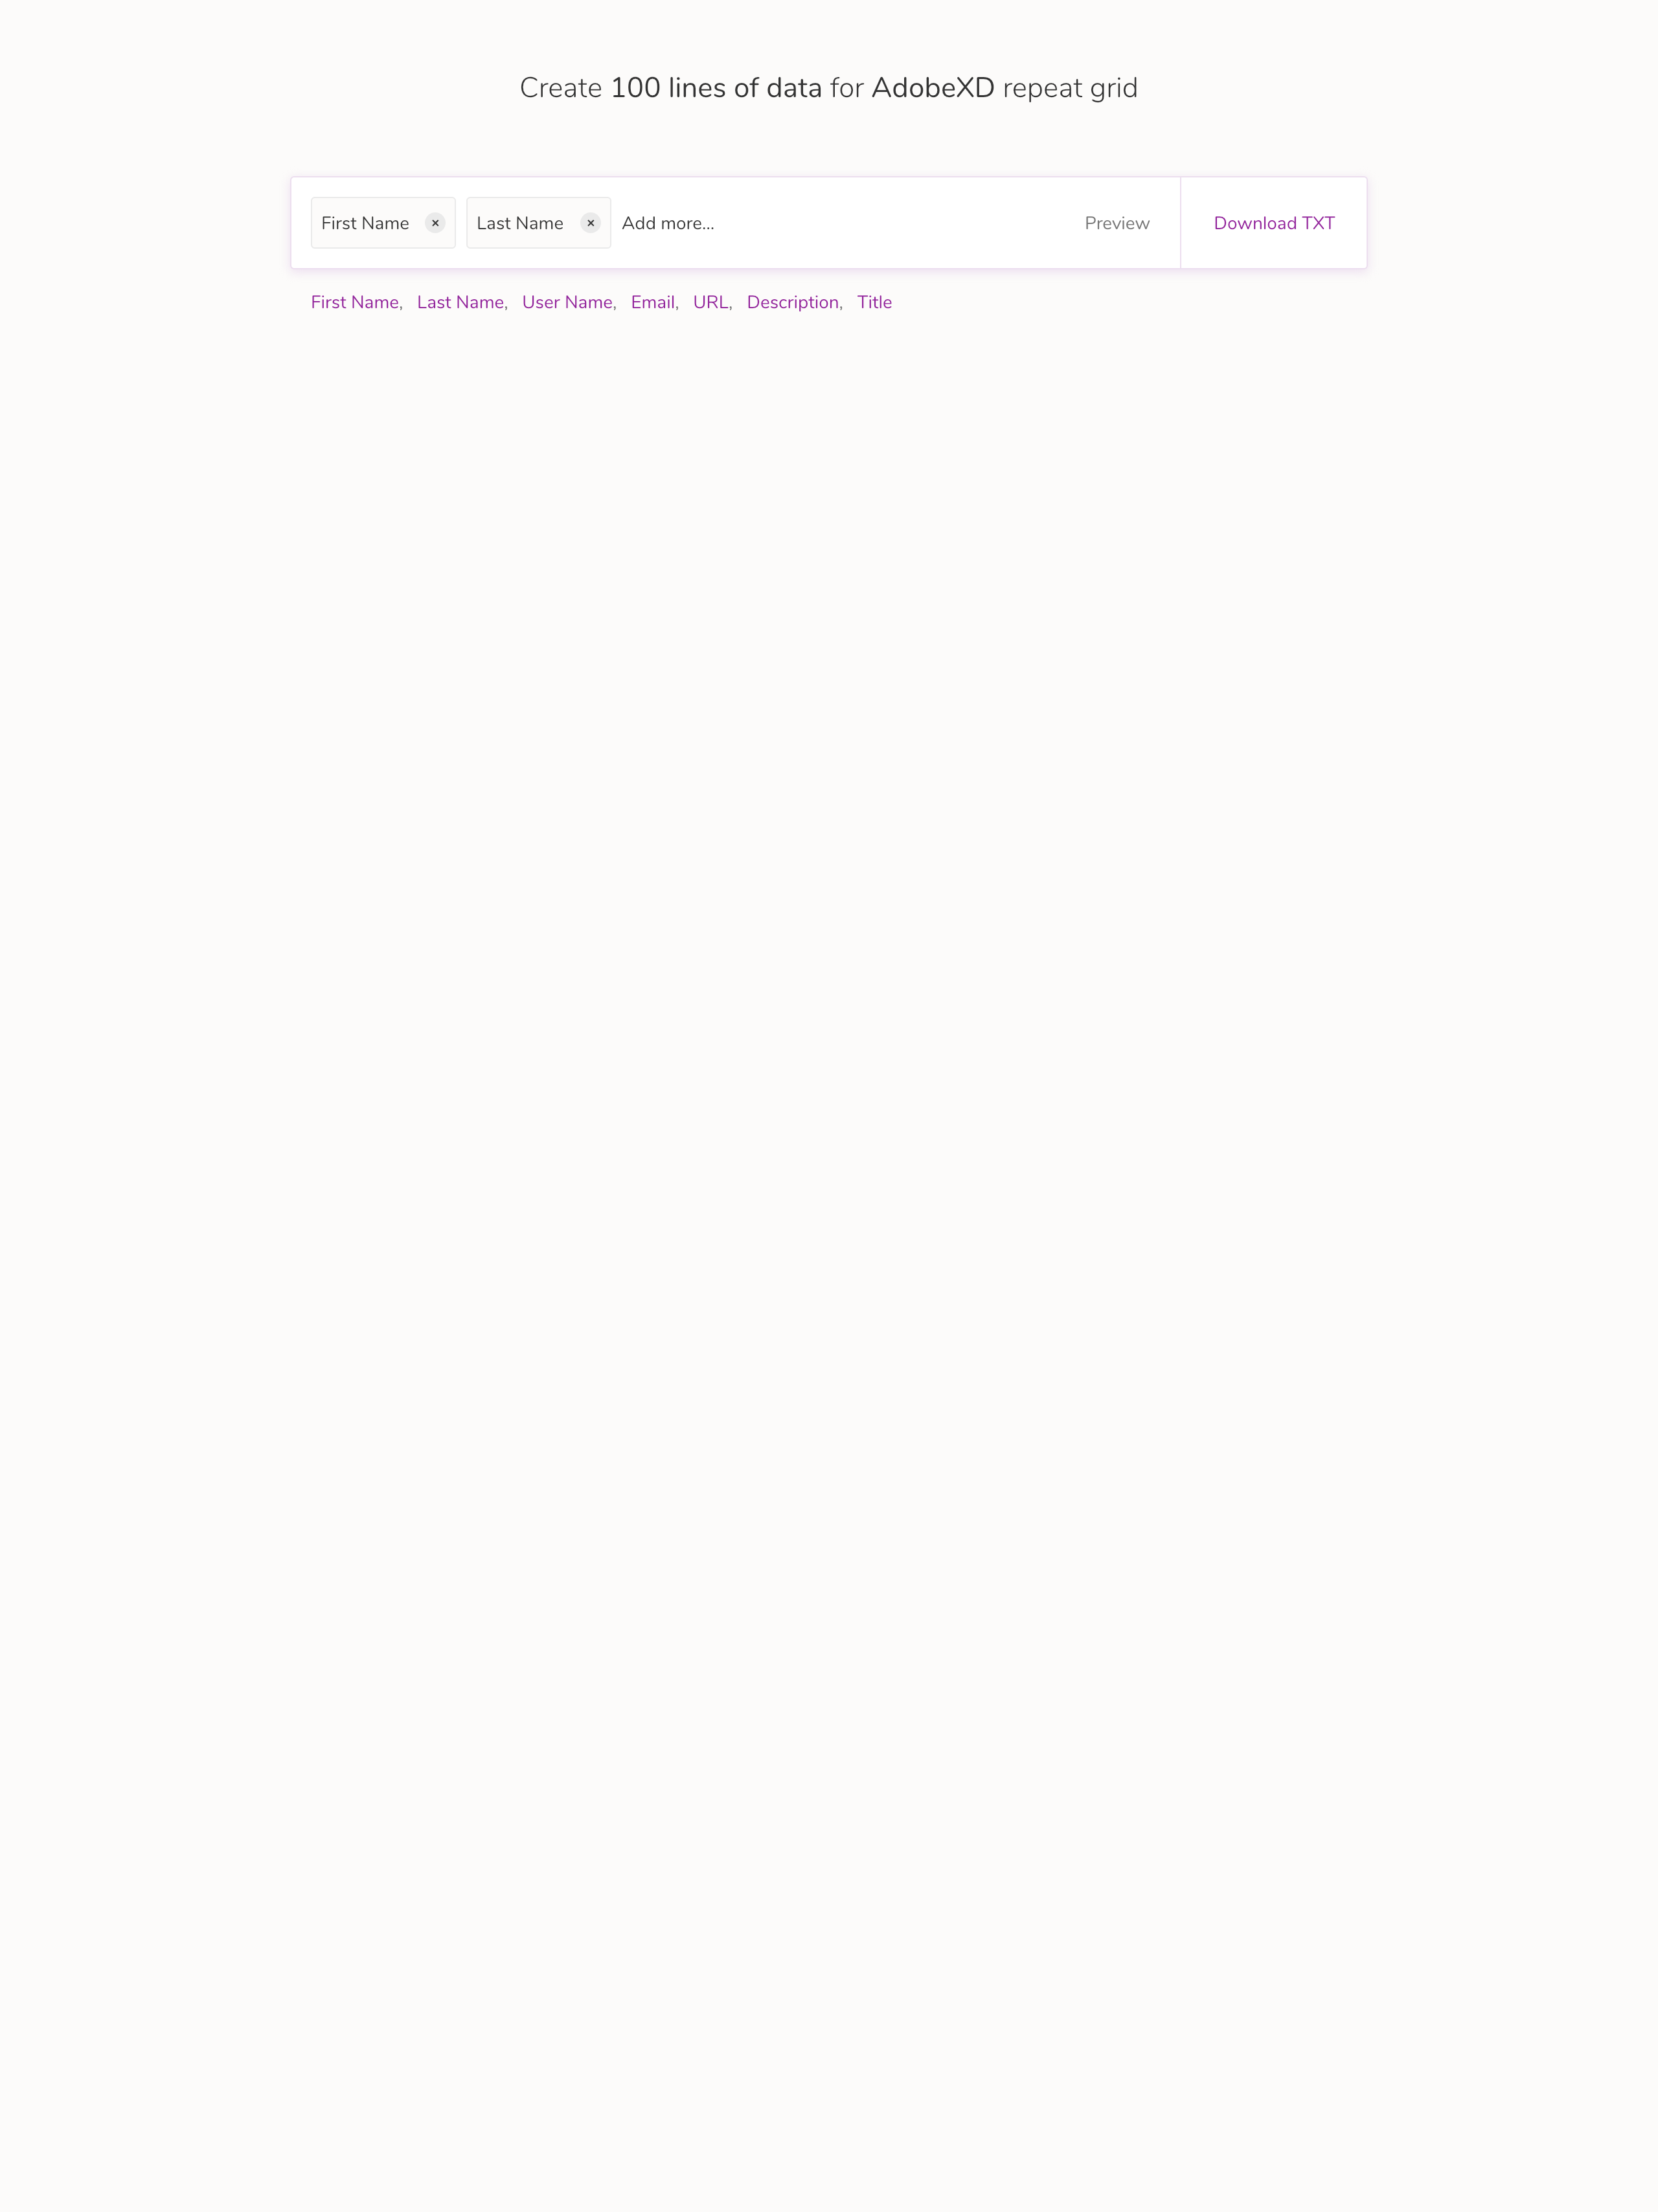 Create 100 lines of data for AdobeXD repeat grid
First Name × Last Name × Add more... Preview Download TXT
First Name, Last Name, User Name, Email, URL, Description, Title